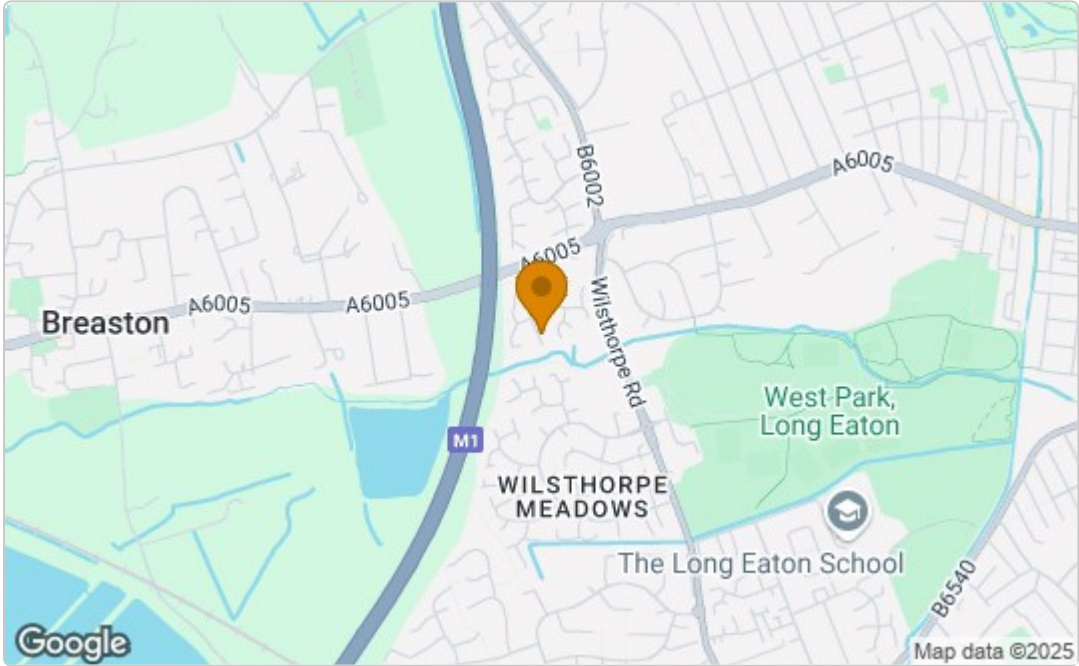 B6002
A6005
A6005
A6005
A6005
Breaston
Wilsthorpe Rd
West Park,
Long Eaton
M1
WILSTHORPE
MEADOWS
The Long Eaton School
B6540
Google
Map data ©2025